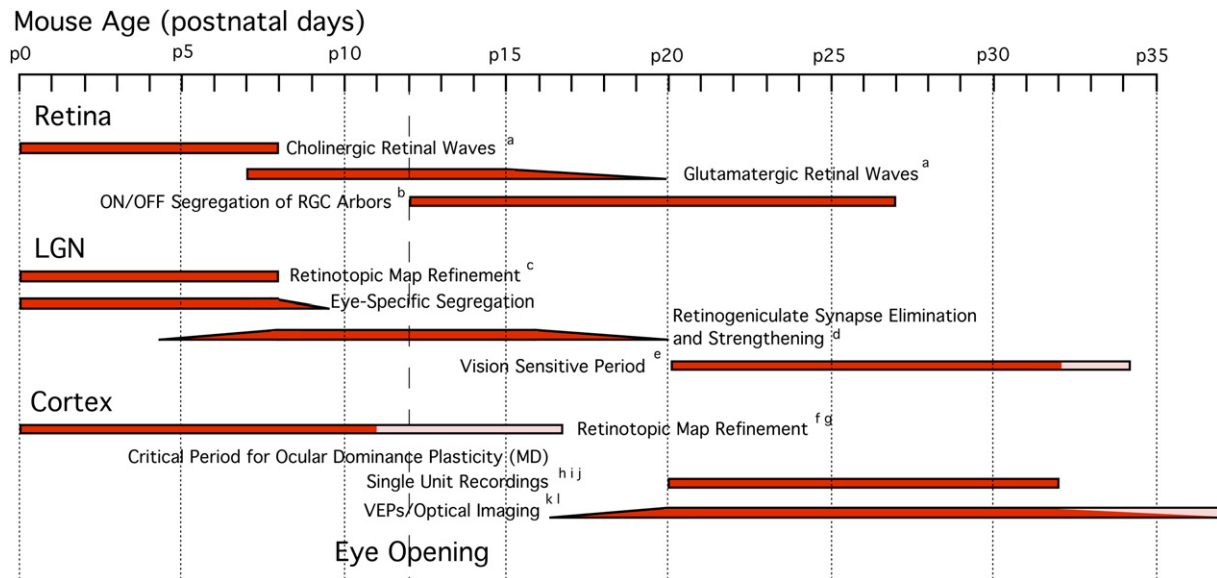 Mouse Age (postnatal days)
p0 p5 p10 p15 p20 p25 p30 p35
Retina
Cholinergic Retinal Waves a
Glutamatergic Retinal Waves a
ON/OFF Segregation of RGC Arbors b
LGN
Retinotopic Map Refinement c
Eye-Specific Segregation
Retinogeniculate Synapse Elimination
and Strengthening d
Vision Sensitive Period e
Cortex
Retinotopic Map Refinement f g
Critical Period for Ocular Dominance Plasticity (MD)
Single Unit Recordings h i j
VEPs/Optical Imaging k l
Eye Opening